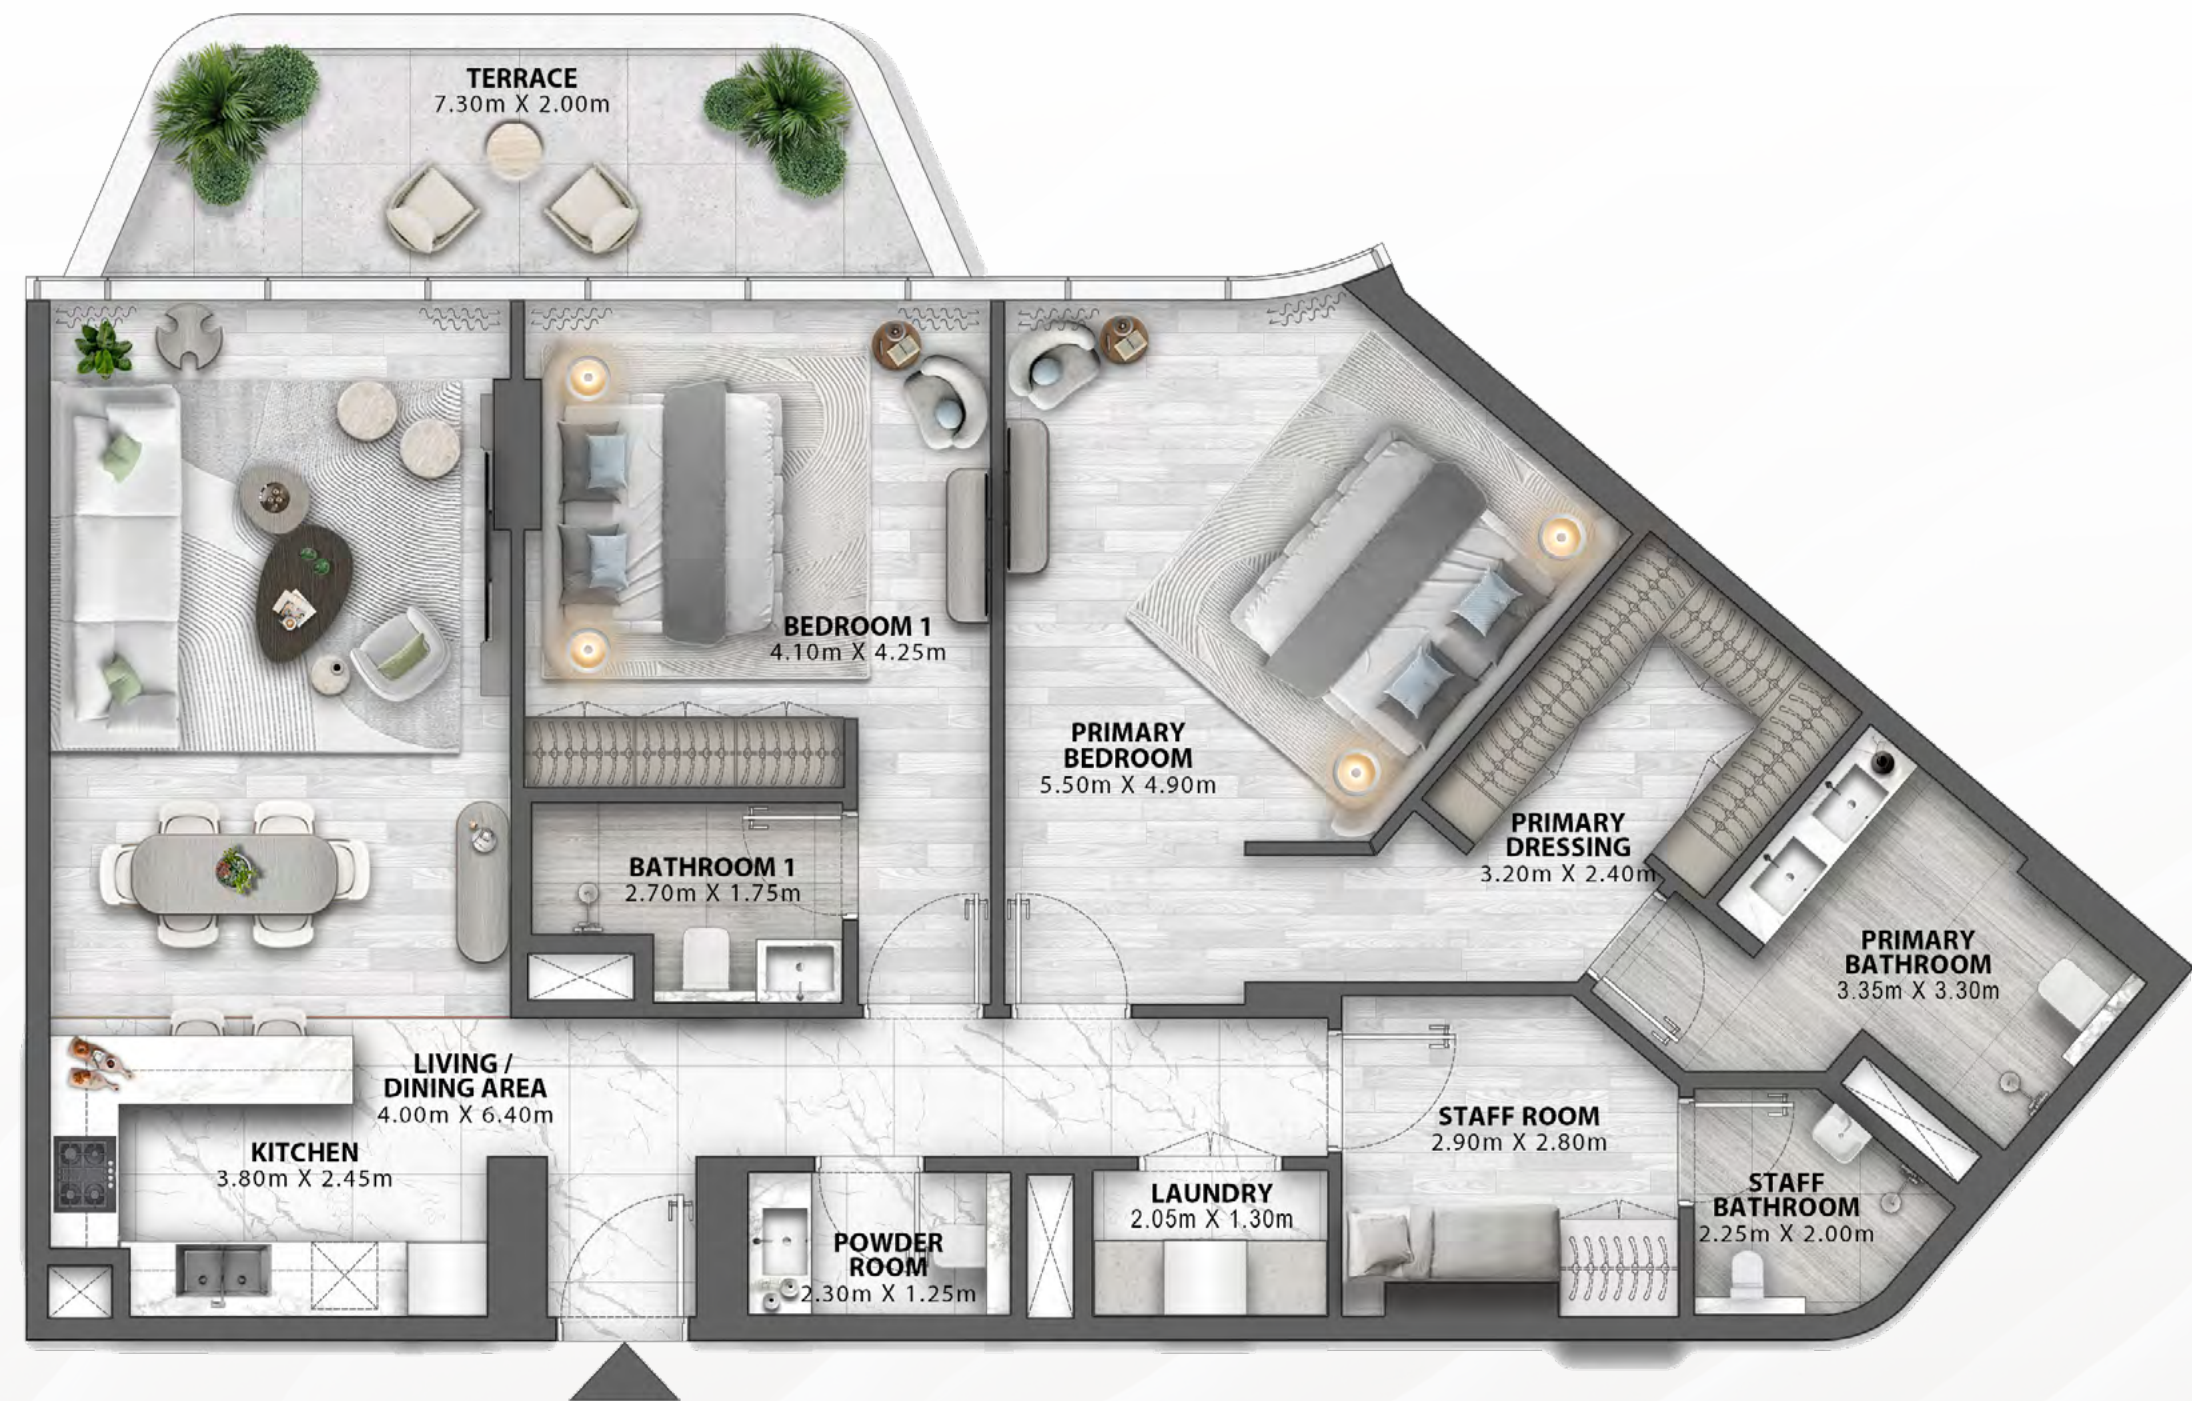 TERRACE
7.30m X 2.00m
BEDROOM 1
4.10m X 4.25m
PRIMARY
BEDROOM
5.50m X 4.90m
PRIMARY
DRESSING
3.20m X 2.40m
BATHROOM 1
2.70m X 1.75m
PRIMARY
BATHROOM
3.35m X 3.30m
LIVING /
DINING AREA
4.00m X 6.40m
KITCHEN
3.80m X 2.45m
STAFF ROOM
2.90m X 2.80m
LAUNDRY
2.05m X 1.30m
STAFF
BATHROOM
2.25m X 2.00m
POWDER
ROOM
2.30m X 1.25m